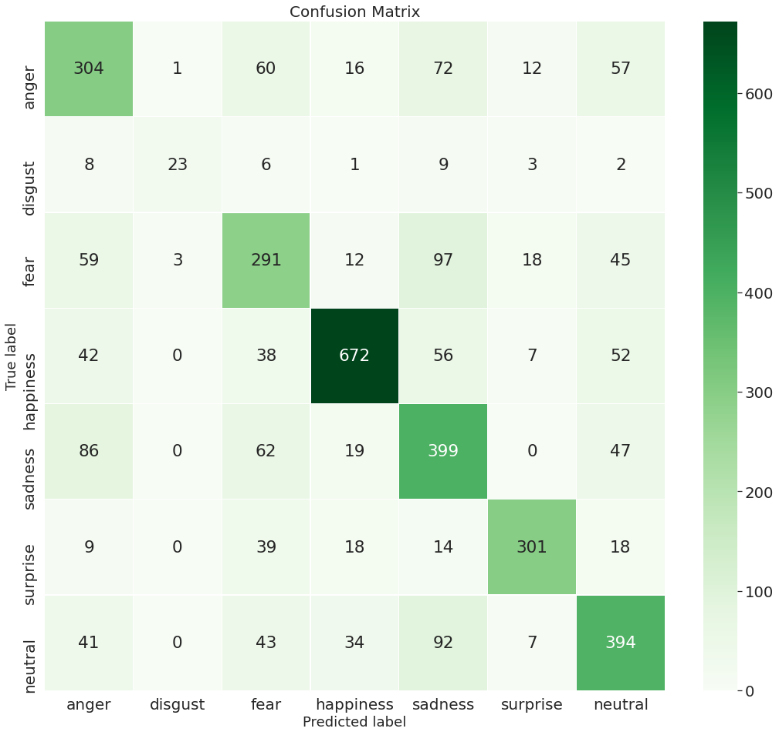 Confusion Matrix
anger 304 1 60 16 72 12 57
disgust 8 23 6 1 9 3 2
fear 59 3 291 12 97 18 45
happiness 42 0 38 672 56 7 52
sadness 86 0 62 19 399 0 47
surprise 9 0 39 18 14 301 18
neutral 41 0 43 34 92 7 394
True label
anger disgust fear happiness sadness surprise neutral
Predicted label
600
500
400
300
200
100
0